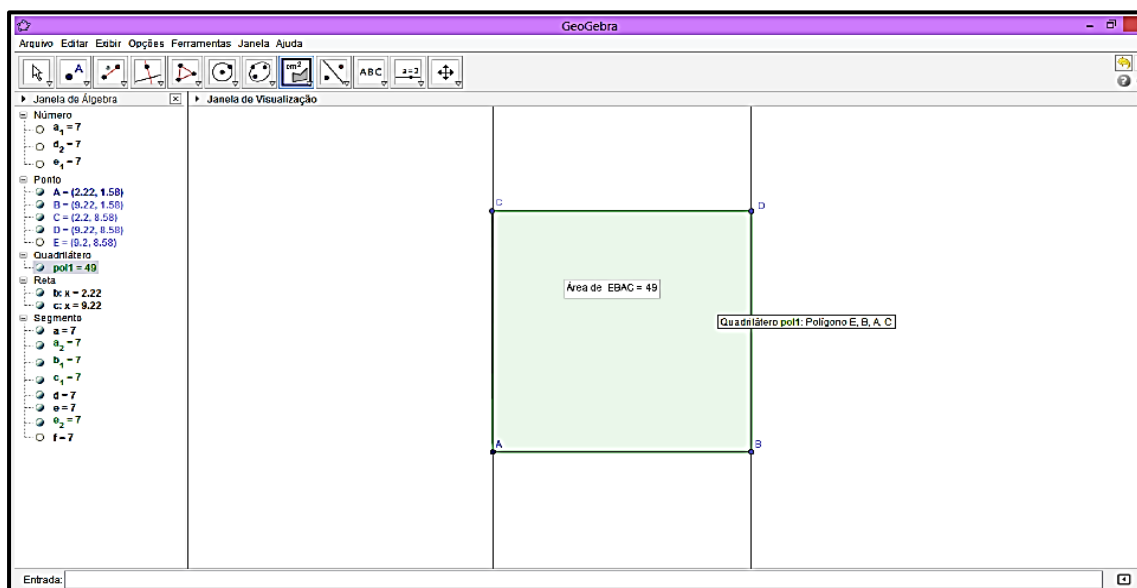 GeoGebra
Arquivo Editar Exibir Opções Ferramentas Janela Ajuda
A
cm²
ABC
a=2
Janela de Álgebra
Janela de Visualização
Número
a₁ = 7
d₂ = 7
e₁ = 7
Ponto
A = (2.22, 1.58)
B = (9.22, 1.58)
C = (2.2, 8.58)
D = (9.22, 8.58)
E = (9.2, 8.58)
Quadrilátero
pol1 = 49
Reta
b: x = 2.22
c: x = 9.22
Segmento
a = 7
a₂ = 7
b₁ = 7
c₁ = 7
d = 7
e = 7
e₂ = 7
f = 7
C
D
Área de EBAC = 49
Quadrilátero pol1: Polígono E, B, A, C
A
B
Entrada: